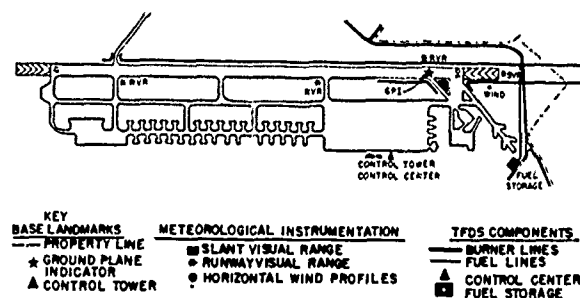 RVR
RVR
RVR
GPI
RVR
WIND
CONTROL TOWER
CONTROL CENTER
FUEL
STORAGE
KEY
BASE LANDMARKS
PROPERTY LINE
GROUND PLANE
INDICATOR
CONTROL TOWER
METEOROLOGICAL INSTRUMENTATION
SLANT VISUAL RANGE
RUNWAY VISUAL RANGE
HORIZONTAL WIND PROFILES
TFDS COMPONENTS
BURNER LINES
FUEL LINES
CONTROL CENTER
FUEL STORAGE